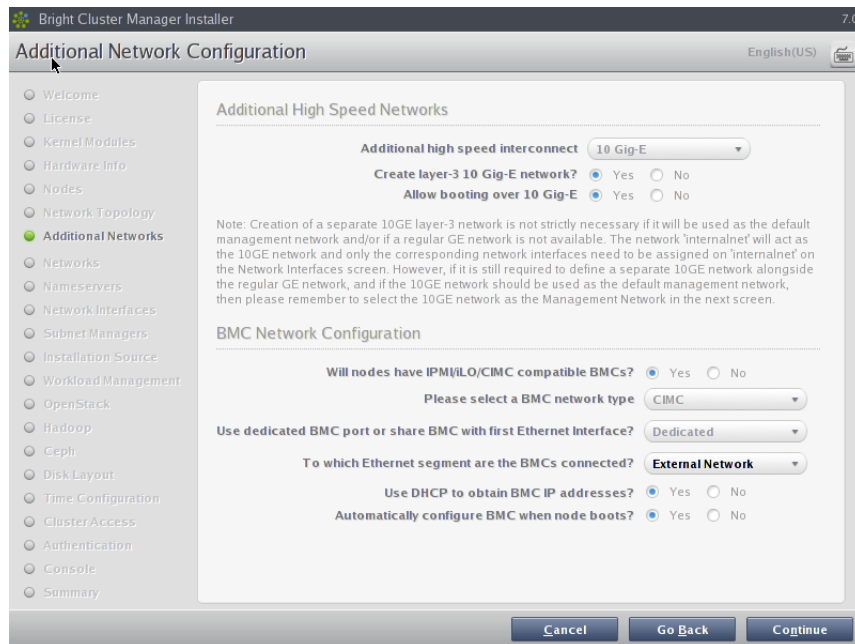 Bright Cluster Manager Installer
7.0
Additional Network Configuration
English(US)
Welcome
License
Kernel Modules
Hardware Info
Nodes
Network Topology
Additional Networks
Networks
Nameservers
Network Interfaces
Subnet Managers
Installation Source
Workload Management
OpenStack
Hadoop
Ceph
Disk Layout
Time Configuration
Cluster Access
Authentication
Console
Summary
Additional High Speed Networks
Additional high speed interconnect 10 Gig-E
Create layer-3 10 Gig-E network? Yes No
Allow booting over 10 Gig-E Yes No
Note: Creation of a separate 10GE layer-3 network is not strictly necessary if it will be used as the default
management network and/or if a regular GE network is not available. The network 'internalnet' will act as
the 10GE network and only the corresponding network interfaces need to be assigned on 'internalnet' on
the Network Interfaces screen. However, if it is still required to define a separate 10GE network alongside
the regular GE network, and if the 10GE network should be used as the default management network,
then please remember to select the 10GE network as the Management Network in the next screen.
BMC Network Configuration
Will nodes have IPMI/iLO/CIMC compatible BMCs? Yes No
Please select a BMC network type CIMC
Use dedicated BMC port or share BMC with first Ethernet Interface? Dedicated
To which Ethernet segment are the BMCs connected? External Network
Use DHCP to obtain BMC IP addresses? Yes No
Automatically configure BMC when node boots? Yes No
Cancel Go Back Continue